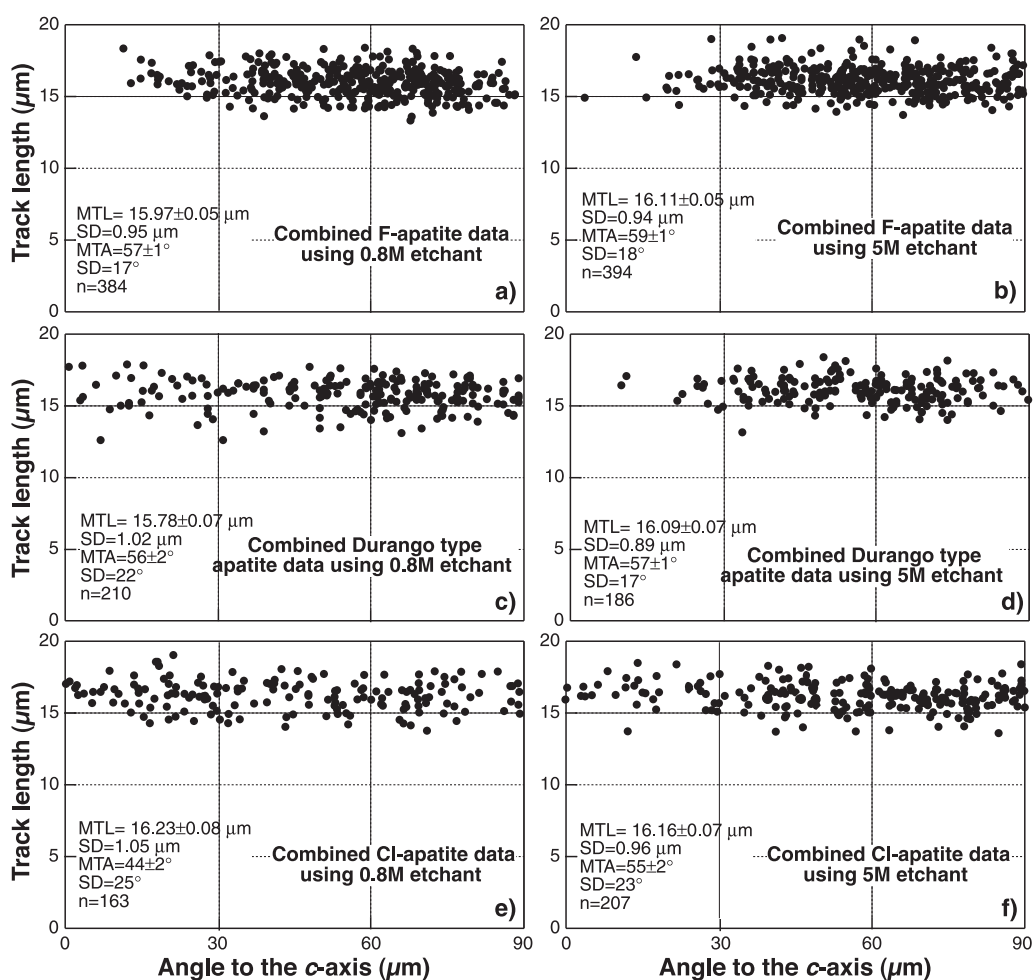 20
15
10
5
0
Track length (µm)
MTL= 15.97±0.05 µm
SD=0.95 µm
MTA=57±1°
SD=17°
n=384
Combined F-apatite data
using 0.8M etchant
a)
20
15
10
5
0
MTL= 16.11±0.05 µm
SD=0.94 µm
MTA=59±1°
SD=18°
n=394
Combined F-apatite data
using 5M etchant
b)
20
15
10
5
0
Track length (µm)
MTL= 15.78±0.07 µm
SD=1.02 µm
MTA=56±2°
SD=22°
n=210
Combined Durango type
apatite data using 0.8M etchant
c)
20
15
10
5
0
MTL= 16.09±0.07 µm
SD=0.89 µm
MTA=57±1°
SD=17°
n=186
Combined Durango type
apatite data using 5M etchant
d)
20
15
10
5
0
Track length (µm)
MTL= 16.23±0.08 µm
SD=1.05 µm
MTA=44±2°
SD=25°
n=163
Combined Cl-apatite data
using 0.8M etchant
e)
0 30 60 90
Angle to the c-axis (µm)
20
15
10
5
0
MTL= 16.16±0.07 µm
SD=0.96 µm
MTA=55±2°
SD=23°
n=207
Combined Cl-apatite data
using 5M etchant
f)
30 60 90
Angle to the c-axis (µm)